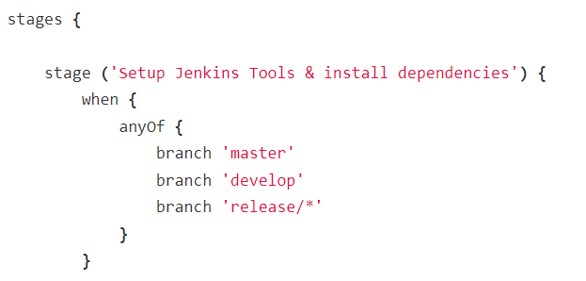 stages {
stage ('Setup Jenkins Tools & install dependencies') {
when {
anyOf {
branch 'master'
branch 'develop'
branch 'release/*'
}
}